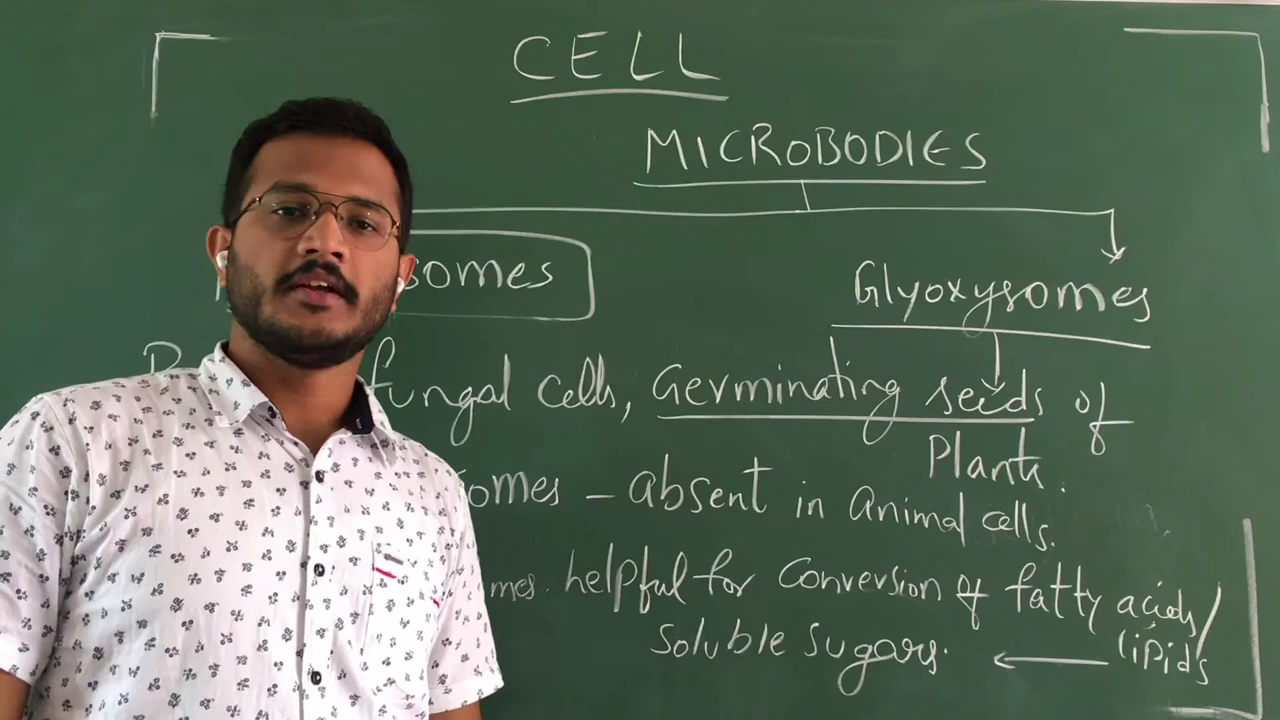 CELL
MICROBODIES
somes
Glyoxysomes
fungal cells, Germinating seeds of
Plants.
omes – absent in animal cells.
mes. helpful for Conversion of fatty acids/
lipids
Soluble sugars. ←